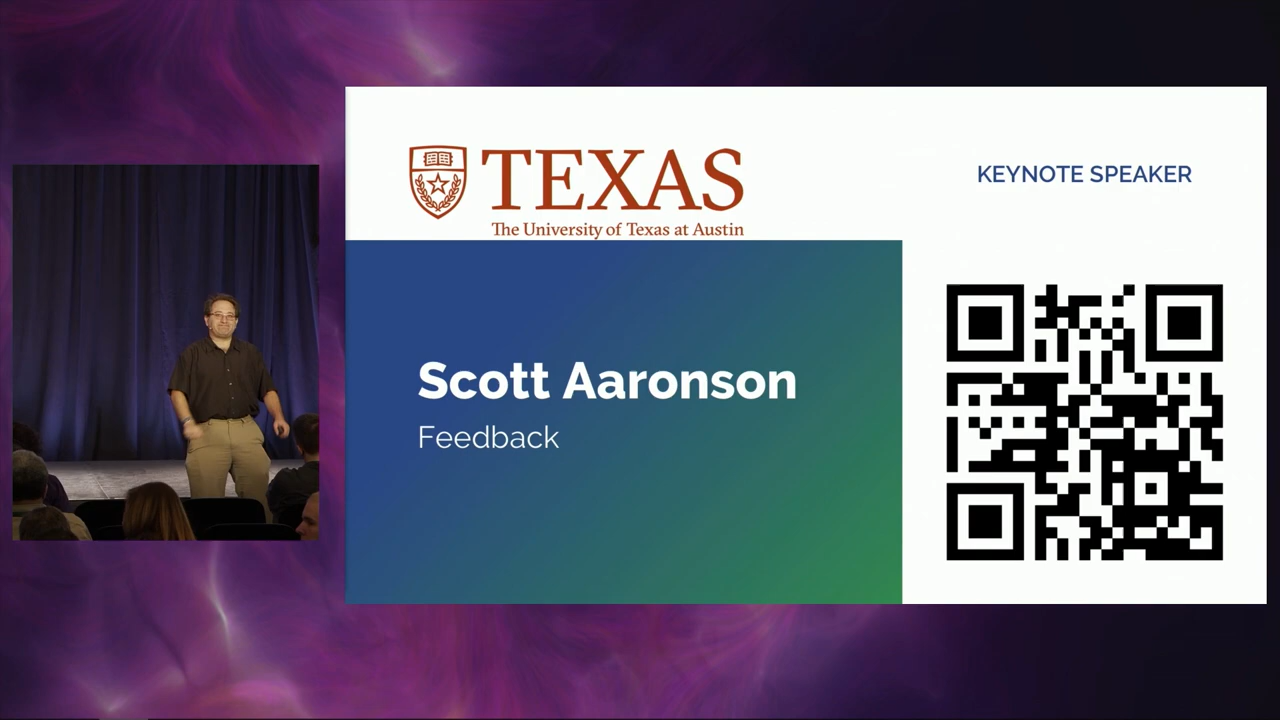 TEXAS
The University of Texas at Austin
KEYNOTE SPEAKER
Scott Aaronson
Feedback